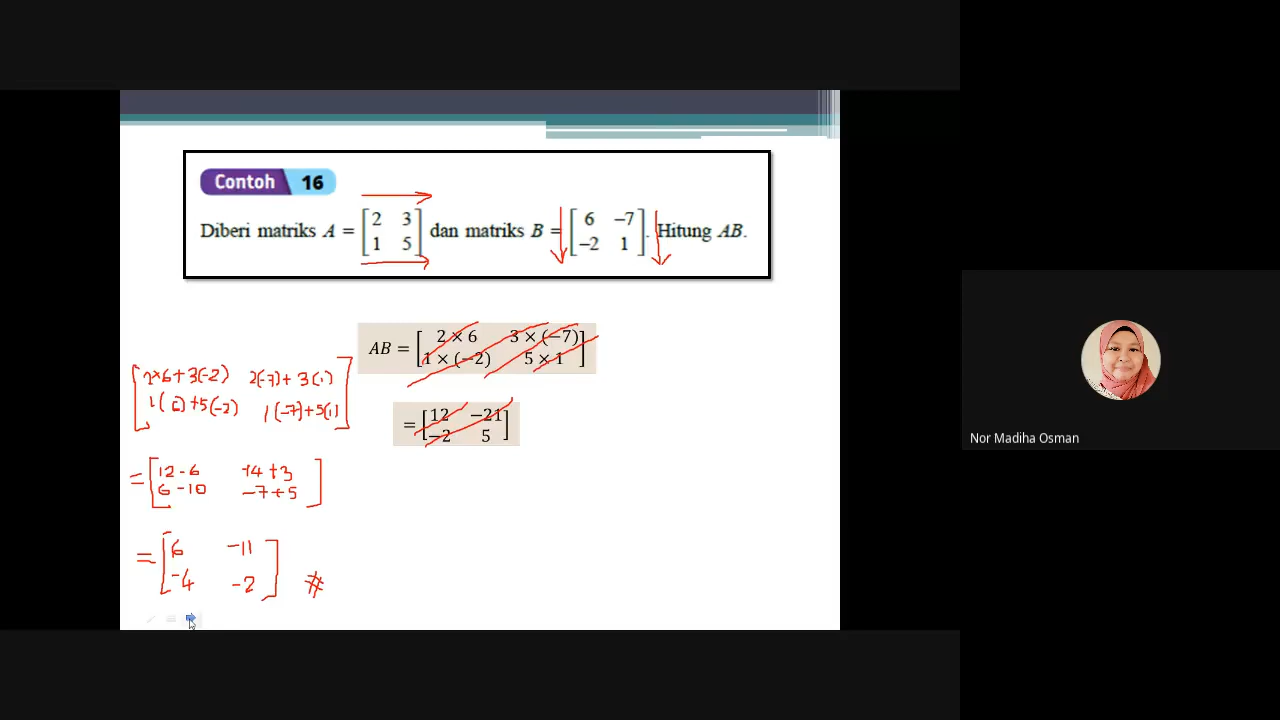 Contoh 16
Diberi matriks A = [2 3 dan matriks B = [6 −7]. Hitung AB.
1 5] −2 1
AB = [2 × 6 3 × (−7)]
1 × (−2) 5 × 1
= [12 −21]
−2 5
[2×6+3(-2) 2(-7)+3(1)]
1(6)+5(-2) 1(-7)+5(1)
= [12-6 -14+3]
6-10 -7+5
= [6 -11]
-4 -2 #
Nor Madiha Osman